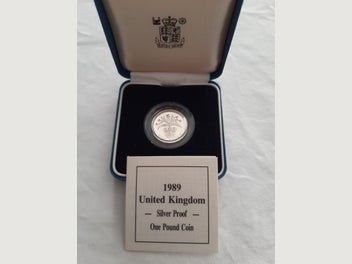 1989
United Kingdom
— Silver Proof —
One Pound Coin